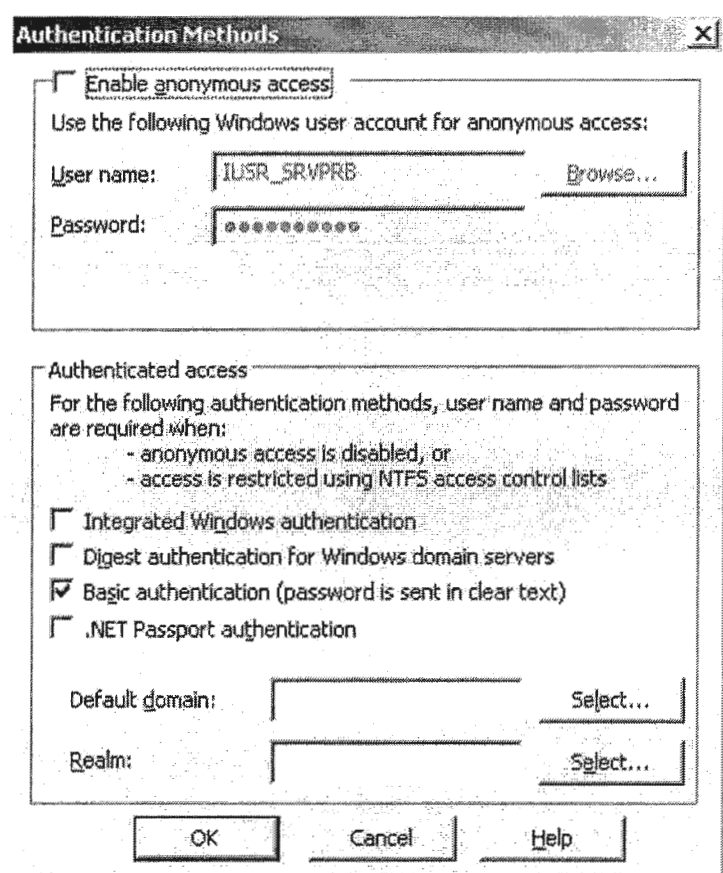 Authentication Methods
Enable anonymous access
Use the following Windows user account for anonymous access:
User name:
IUSR_SRVPRB
Browse...
Password:
Authenticated access
For the following authentication methods, user name and password
are required when:
- anonymous access is disabled, or
- access is restricted using NTFS access control lists
Integrated Windows authentication
Digest authentication for Windows domain servers
Basic authentication (password is sent in clear text)
.NET Passport authentication
Default domain:
Select...
Realm:
Select...
OK
Cancel
Help